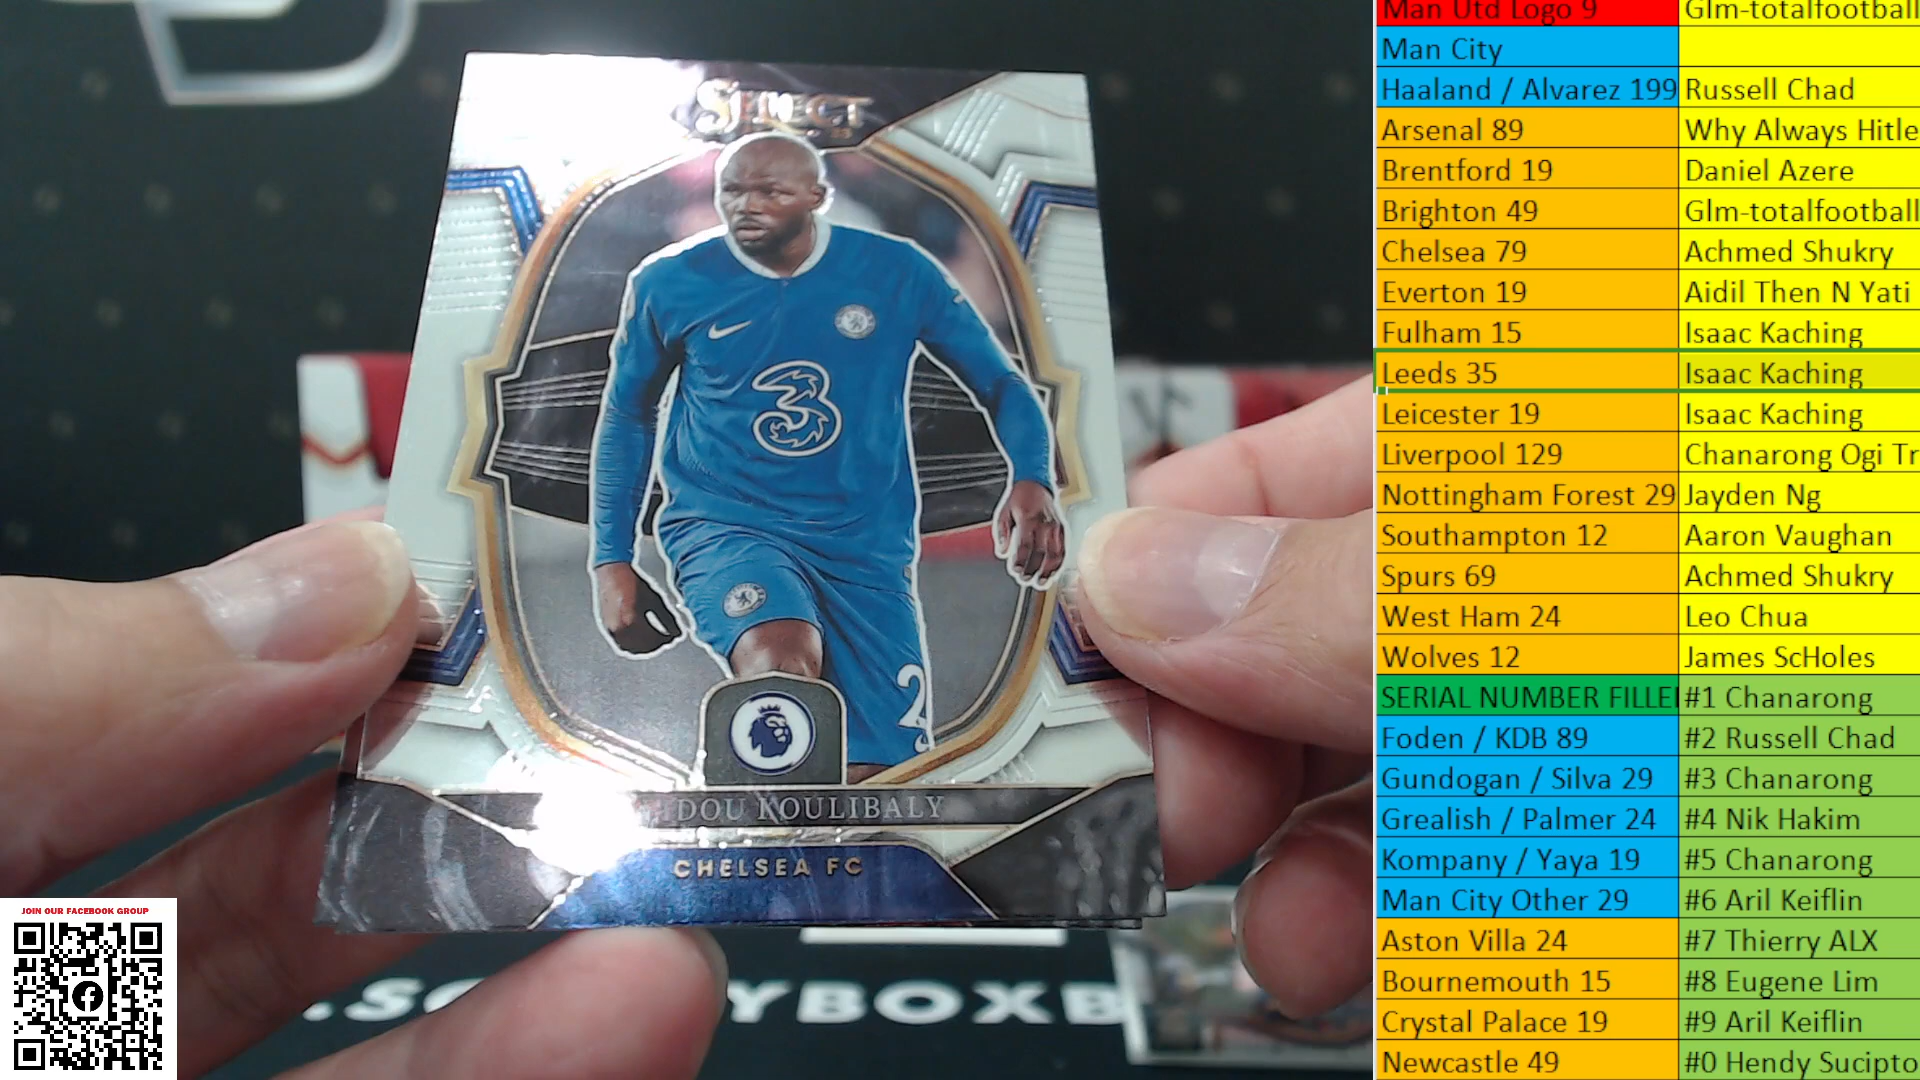 SELECT
3
2
DOU KOULIBALY
CHELSEA FC
JOIN OUR FACEBOOK GROUP
YBOXB
Man Utd Logo 9 Glm-totalfootball
Man City
Haaland / Alvarez 199 Russell Chad
Arsenal 89 Why Always Hitle
Brentford 19 Daniel Azere
Brighton 49 Glm-totalfootball
Chelsea 79 Achmed Shukry
Everton 19 Aidil Then N Yati
Fulham 15 Isaac Kaching
Leeds 35 Isaac Kaching
Leicester 19 Isaac Kaching
Liverpool 129 Chanarong Ogi Tr
Nottingham Forest 29 Jayden Ng
Southampton 12 Aaron Vaughan
Spurs 69 Achmed Shukry
West Ham 24 Leo Chua
Wolves 12 James ScHoles
SERIAL NUMBER FILLE #1 Chanarong
Foden / KDB 89 #2 Russell Chad
Gundogan / Silva 29 #3 Chanarong
Grealish / Palmer 24 #4 Nik Hakim
Kompany / Yaya 19 #5 Chanarong
Man City Other 29 #6 Aril Keiflin
Aston Villa 24 #7 Thierry ALX
Bournemouth 15 #8 Eugene Lim
Crystal Palace 19 #9 Aril Keiflin
Newcastle 49 #0 Hendy Sucipto